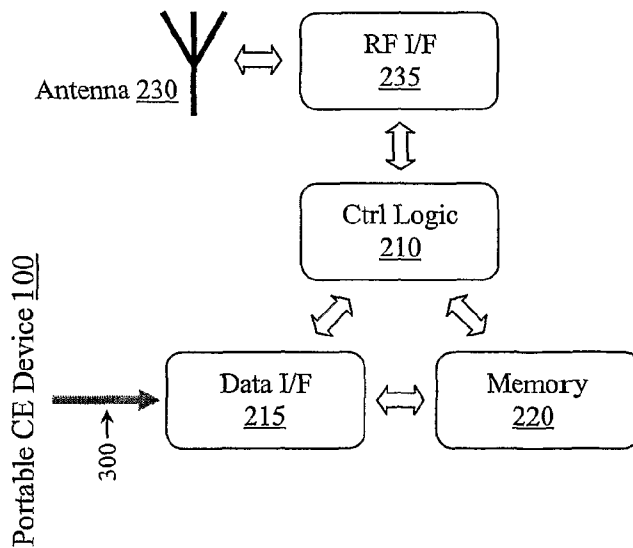 RF I/F
235
Antenna 230
Ctrl Logic
210
Data I/F
215
Memory
220
Portable CE Device 100
300